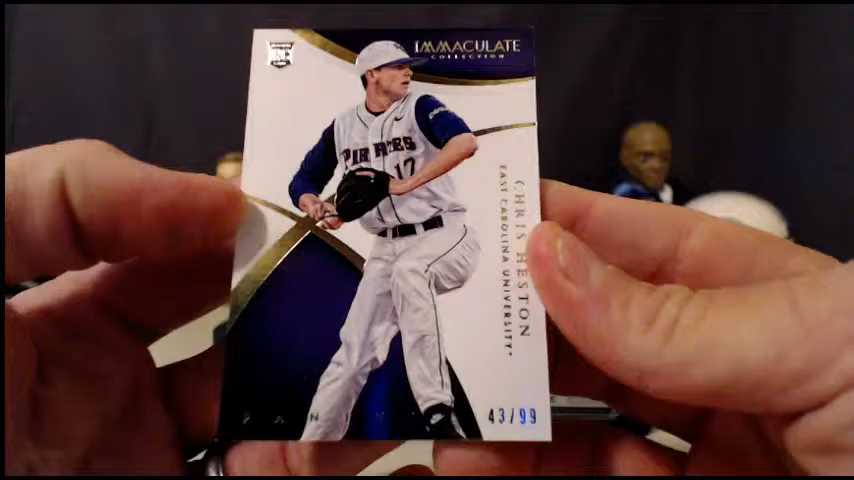 IMMACULATE
COLLECTION
PIRATES
17
CHRIS HESTON
EAST CAROLINA UNIVERSITY
43/99